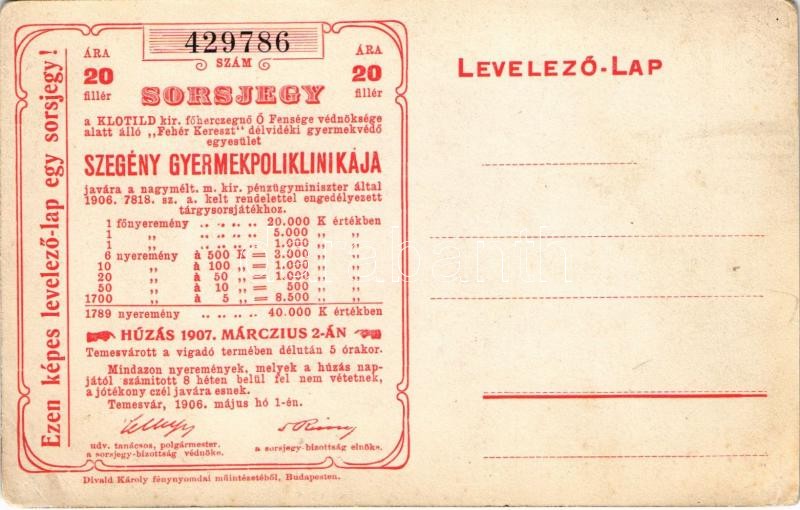 Ezen képes levelező-lap egy sorsjegy!
ÁRA
20
fillér
429786
SZÁM
ÁRA
20
fillér
SORSJEGY
a KLOTILD kir. főherczegnő Ő Fensége védnöksége
alatt álló „Fehér Kereszt" délvidéki gyermekvédő
egyesület
SZEGÉNY GYERMEKPOLIKLINIKÁJA
javára a nagymélt. m. kir. pénzügyminiszter által
1906. 7818. sz. a. kelt rendelettel engedélyezett
tárgysorsjátékhoz.
1 főnyeremény .. .. .. .. 20.000 K értékben
1 „ .. .. .. .. 5.000 „ „
1 „ .. .. .. .. 1.000 „ „
6 nyeremény à 500 K = 3.000 „ „
10 „ à 100 „ = 1.000 „ „
20 „ à 50 „ = 1.000 „ „
50 „ à 10 „ = 500 „ „
1700 „ à 5 „ = 8.500 „ „
1789 nyeremény .. .. .. .. 40.000 K értékben
HÚZÁS 1907. MÁRCZIUS 2-ÁN
Temesvárott a vigadó termében délután 5 órakor.
Mindazon nyeremények, melyek a húzás nap-
jától számított 8 héten belül fel nem vétetnek,
a jótékony czél javára esnek.
Temesvár, 1906. május hó 1-én.
udv. tanácsos, polgármester.
a sorsjegy-bizottság védnöke.
a sorsjegy-bizottság elnöke.
Divald Károly fénynyomdai műintézetéből, Budapesten.
LEVELEZŐ-LAP